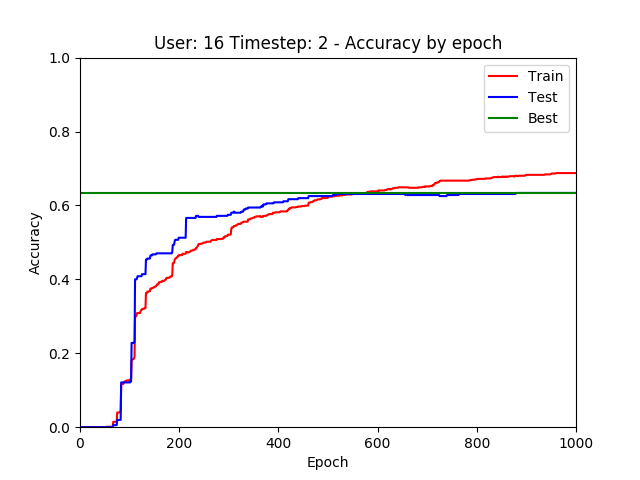 User: 16 Timestep: 2 - Accuracy by epoch
1.0
0.8
0.6
0.4
0.2
0.0
Accuracy
Train
Test
Best
0 200 400 600 800 1000
Epoch